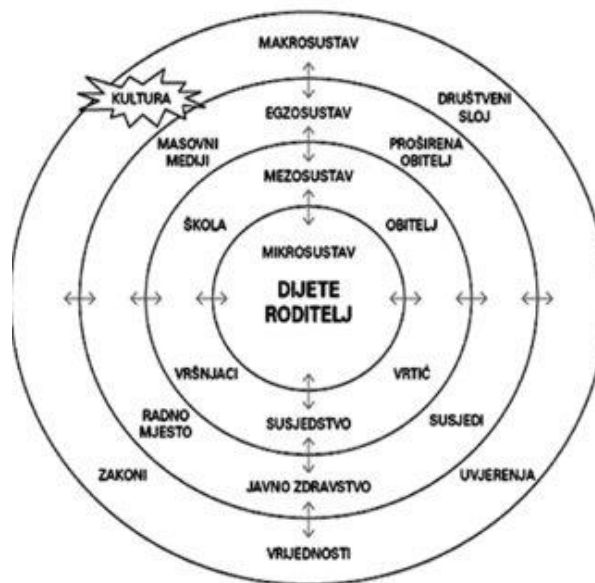 MAKROSUSTAV
KULTURA
DRUŠTVENI
SLOJ
EGZOSUSTAV
MASOVNI
MEDIJI
PROŠIRENA
OBITELJ
MEZOSUSTAV
ŠKOLA
OBITELJ
MIKROSUSTAV
DIJETE
RODITELJ
VRŠNJACI
VRTIĆ
RADNO
MJESTO
SUSJEDSTVO
SUSJEDI
ZAKONI
JAVNO ZDRAVSTVO
UVJERENJA
VRIJEDNOSTI